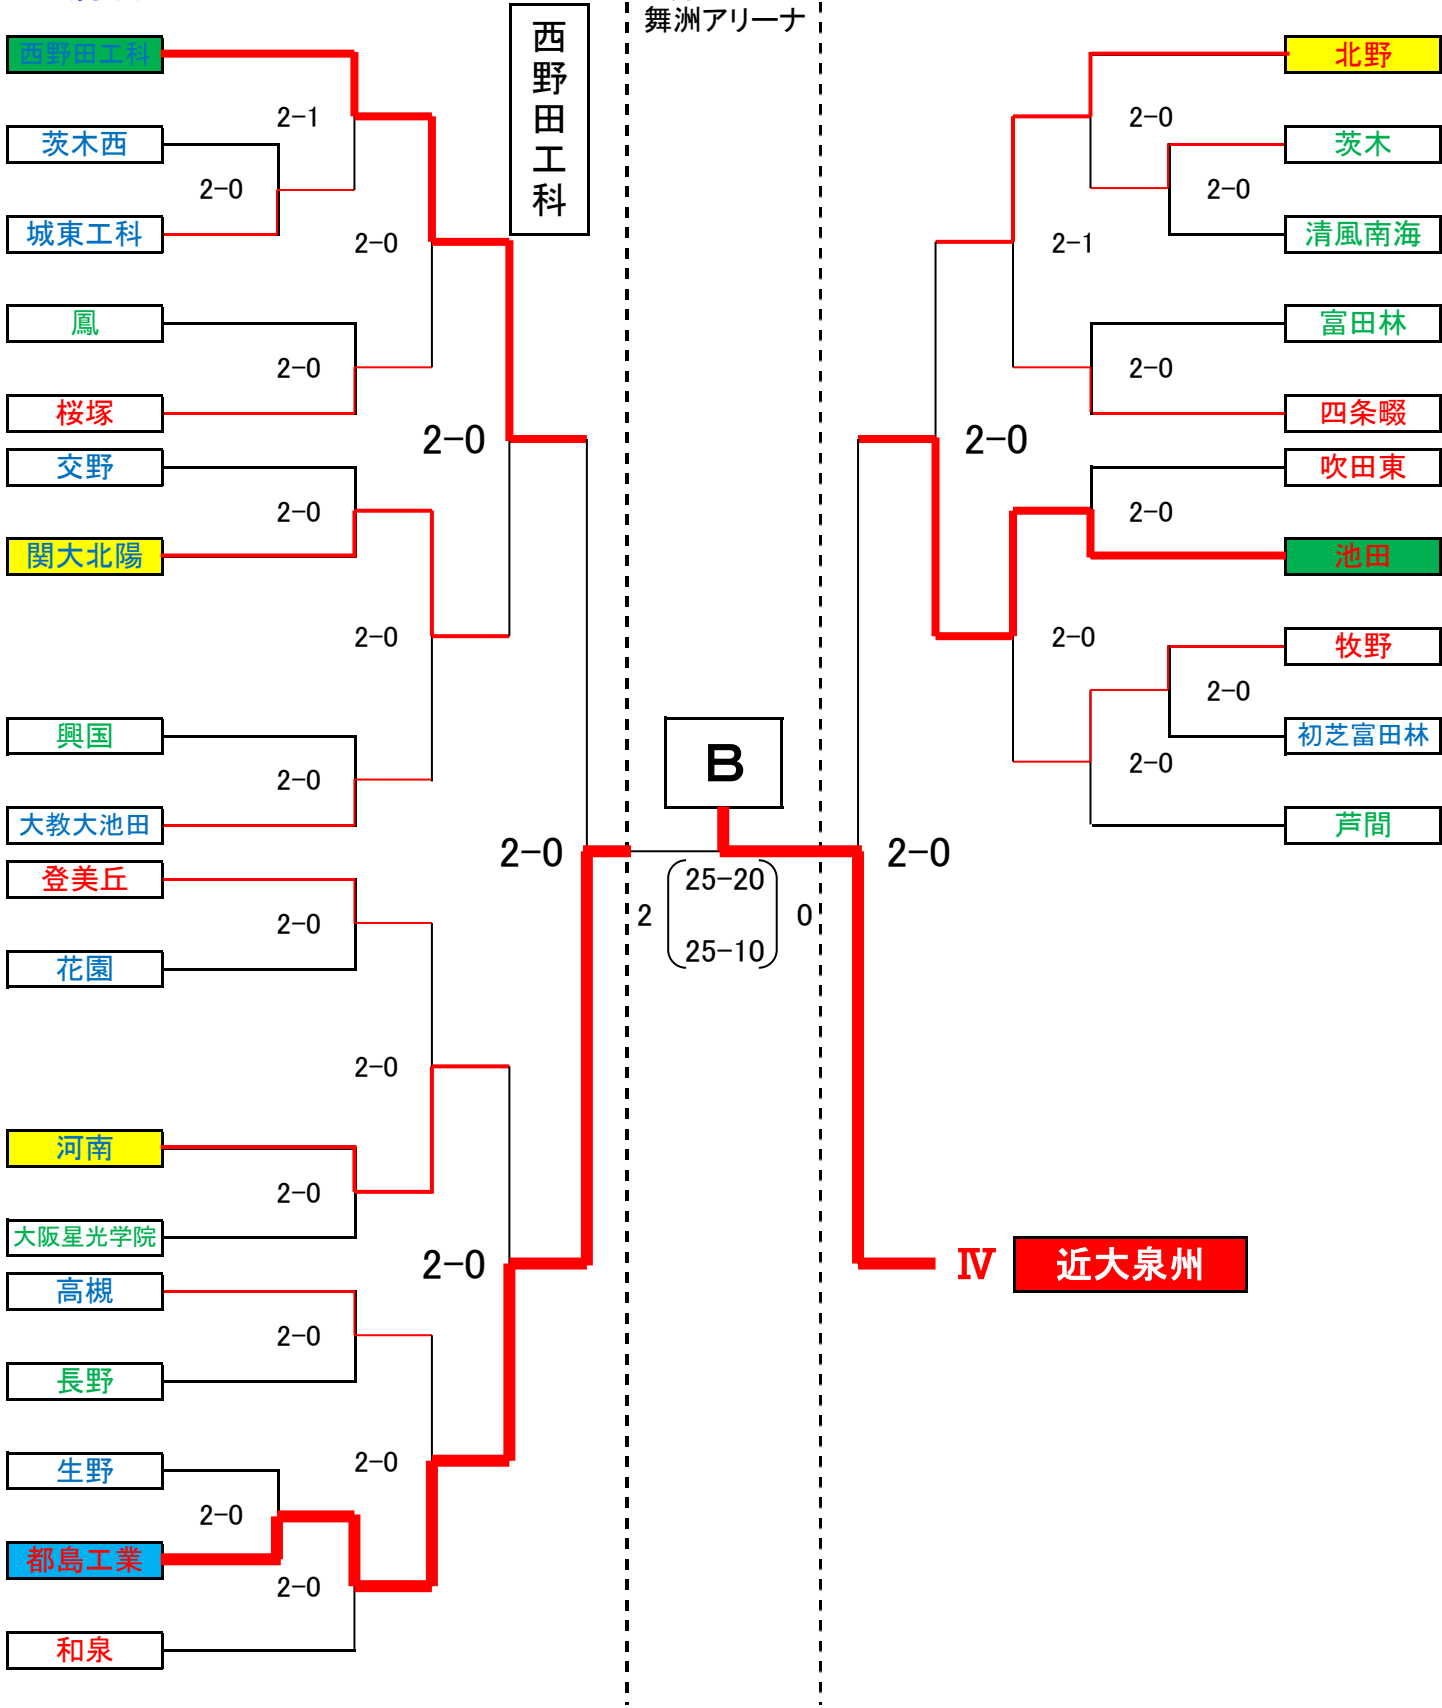 舞洲アリーナ
西野田工科
西野田工科
2-1
茨木西
2-0
城東工科
2-0
鳳
2-0
桜塚
2-0
交野
2-0
関大北陽
2-0
興国
2-0
大教大池田
2-0
登美丘
2-0
花園
2-0
河南
2-0
大阪星光学院
2-0
高槻
2-0
長野
2-0
生野
2-0
都島工業
2-0
和泉
B
25-20
2
0
25-10
北野
2-0
茨木
2-0
清風南海
2-1
富田林
2-0
四条畷
2-0
吹田東
2-0
池田
2-0
牧野
2-0
初芝富田林
2-0
芦間
2-0
Ⅳ 近大泉州